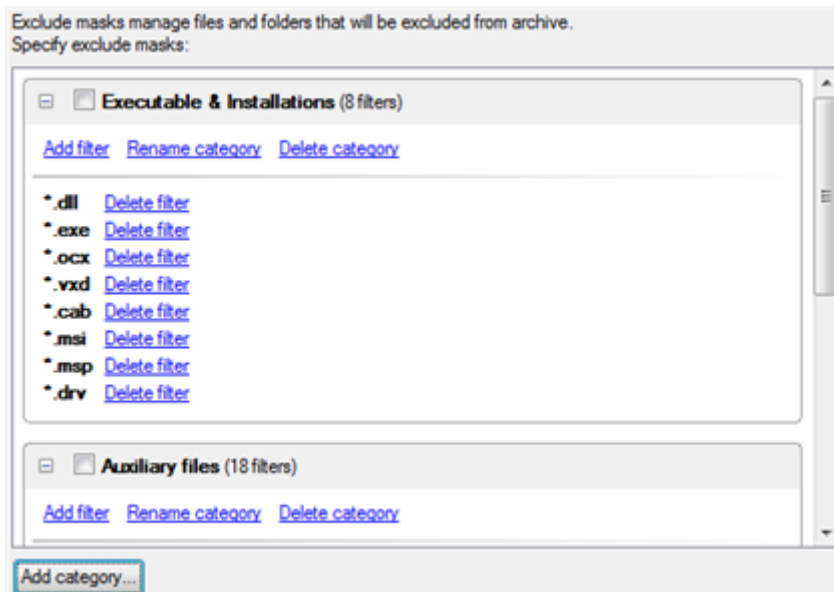 Exclude masks manage files and folders that will be excluded from archive.
Specify exclude masks:
Executable & Installations (8 filters)
Add filter Rename category Delete category
*.dll Delete filter
*.exe Delete filter
*.ocx Delete filter
*.vxd Delete filter
*.cab Delete filter
*.msi Delete filter
*.msp Delete filter
*.drv Delete filter
Auxiliary files (18 filters)
Add filter Rename category Delete category
Add category...